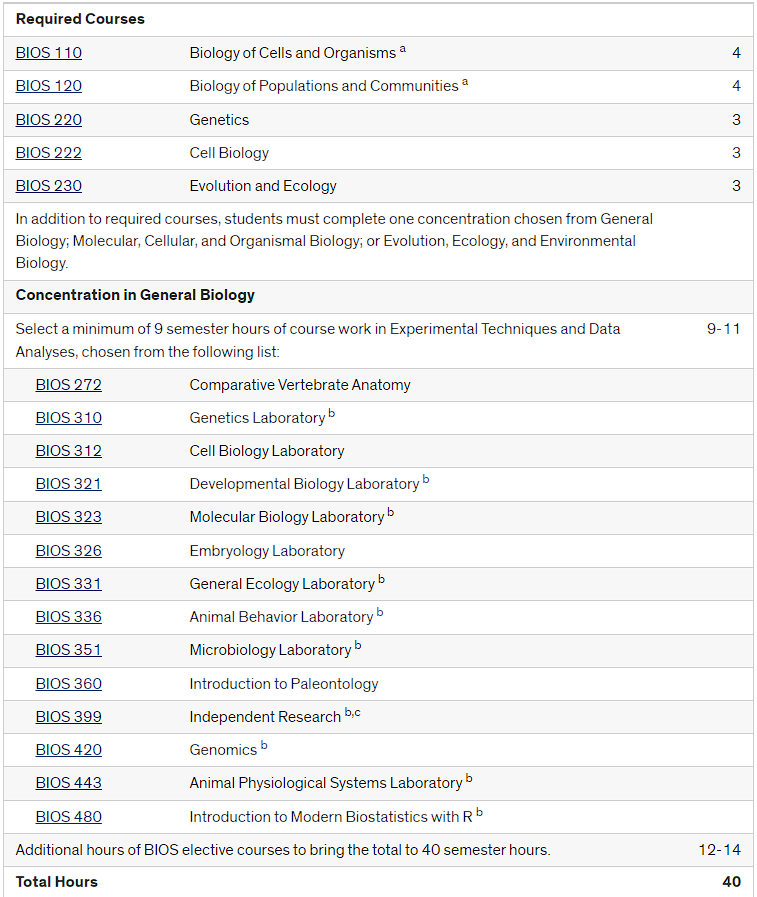 Required Courses
BIOS 110 Biology of Cells and Organisms a 4
BIOS 120 Biology of Populations and Communities a 4
BIOS 220 Genetics 3
BIOS 222 Cell Biology 3
BIOS 230 Evolution and Ecology 3
In addition to required courses, students must complete one concentration chosen from General
Biology; Molecular, Cellular, and Organismal Biology; or Evolution, Ecology, and Environmental
Biology.
Concentration in General Biology
Select a minimum of 9 semester hours of course work in Experimental Techniques and Data 9-11
Analyses, chosen from the following list:
BIOS 272 Comparative Vertebrate Anatomy
BIOS 310 Genetics Laboratory b
BIOS 312 Cell Biology Laboratory
BIOS 321 Developmental Biology Laboratory b
BIOS 323 Molecular Biology Laboratory b
BIOS 326 Embryology Laboratory
BIOS 331 General Ecology Laboratory b
BIOS 336 Animal Behavior Laboratory b
BIOS 351 Microbiology Laboratory b
BIOS 360 Introduction to Paleontology
BIOS 399 Independent Research b,c
BIOS 420 Genomics b
BIOS 443 Animal Physiological Systems Laboratory b
BIOS 480 Introduction to Modern Biostatistics with R b
Additional hours of BIOS elective courses to bring the total to 40 semester hours. 12-14
Total Hours 40